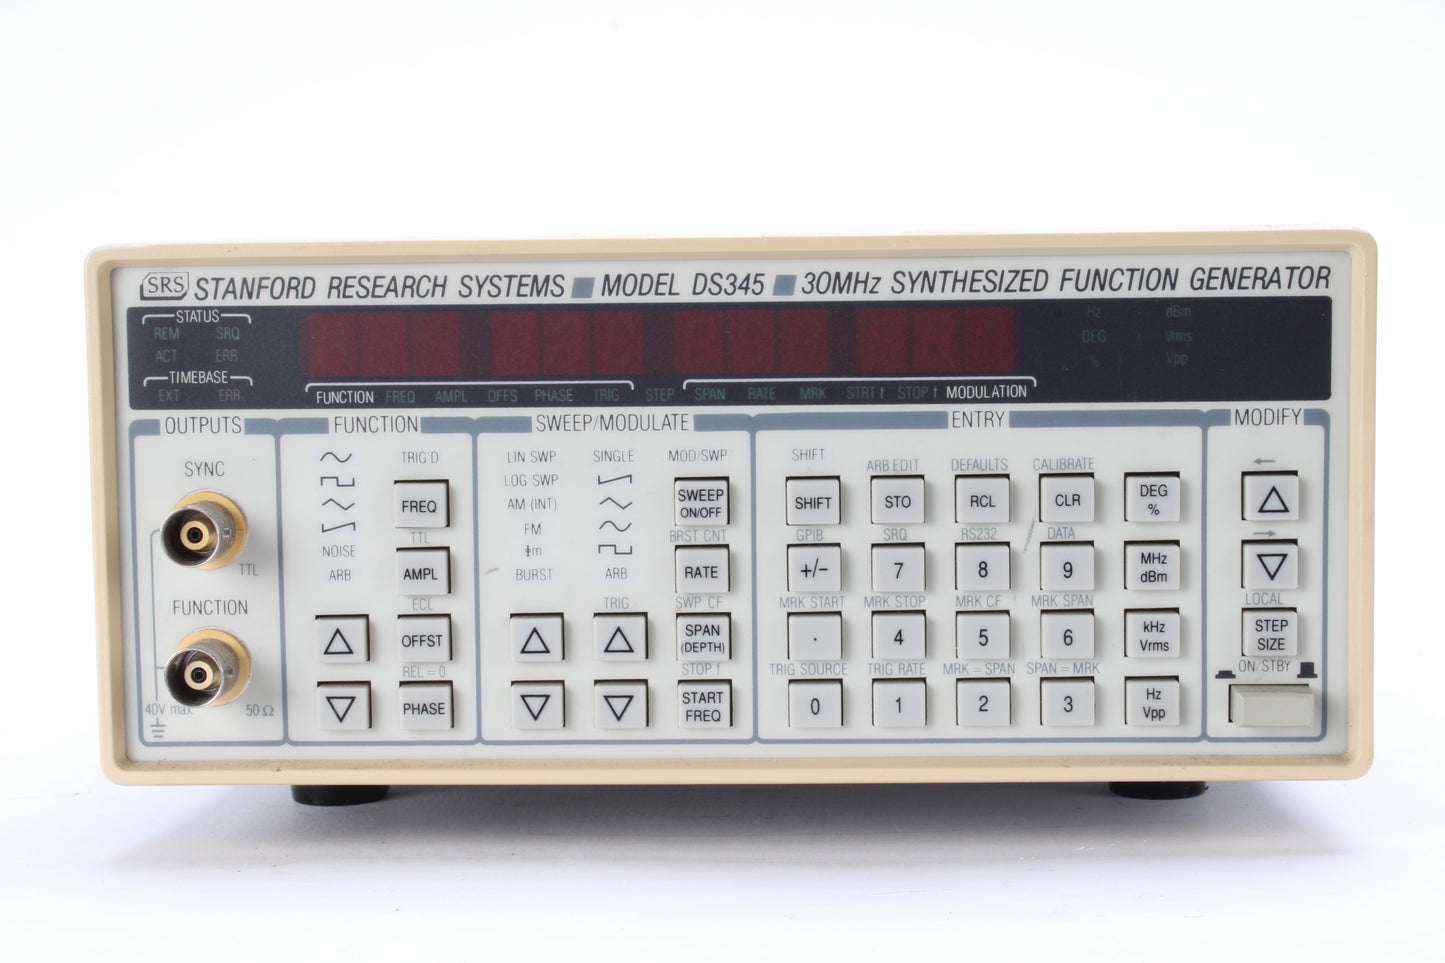 SRS STANFORD RESEARCH SYSTEMS ■ MODEL DS345 ■ 30MHz SYNTHESIZED FUNCTION GENERATOR
STATUS
REM SRQ
ACT ERR
TIMEBASE
EXT ERR
Hz dBm
DEG Vrms
% Vpp
FUNCTION FREQ AMPL OFFS PHASE TRIG STEP SPAN RATE MRK STRT f STOP f MODULATION
OUTPUTS
SYNC
TTL
FUNCTION
40V max. 50 Ω
FUNCTION
NOISE
ARB
TRIG'D
FREQ
TTL
AMPL
ECL
OFFST
REL = 0
PHASE
SWEEP/MODULATE
LIN SWP
LOG SWP
AM (INT)
FM
Φm
BURST
SINGLE
ARB
TRIG
MOD/SWP
SWEEP
ON/OFF
BRST CNT
RATE
SWP CF
SPAN
(DEPTH)
STOP f
START
FREQ
ENTRY
SHIFT ARB EDIT DEFAULTS CALIBRATE
SHIFT STO RCL CLR DEG
%
GPIB SRQ RS232 DATA
+/− 7 8 9 MHz
dBm
MRK START MRK STOP MRK CF MRK SPAN
. 4 5 6 kHz
Vrms
TRIG SOURCE TRIG RATE MRK = SPAN SPAN = MRK
0 1 2 3 Hz
Vpp
MODIFY
←
→
LOCAL
STEP
SIZE
ON/STBY